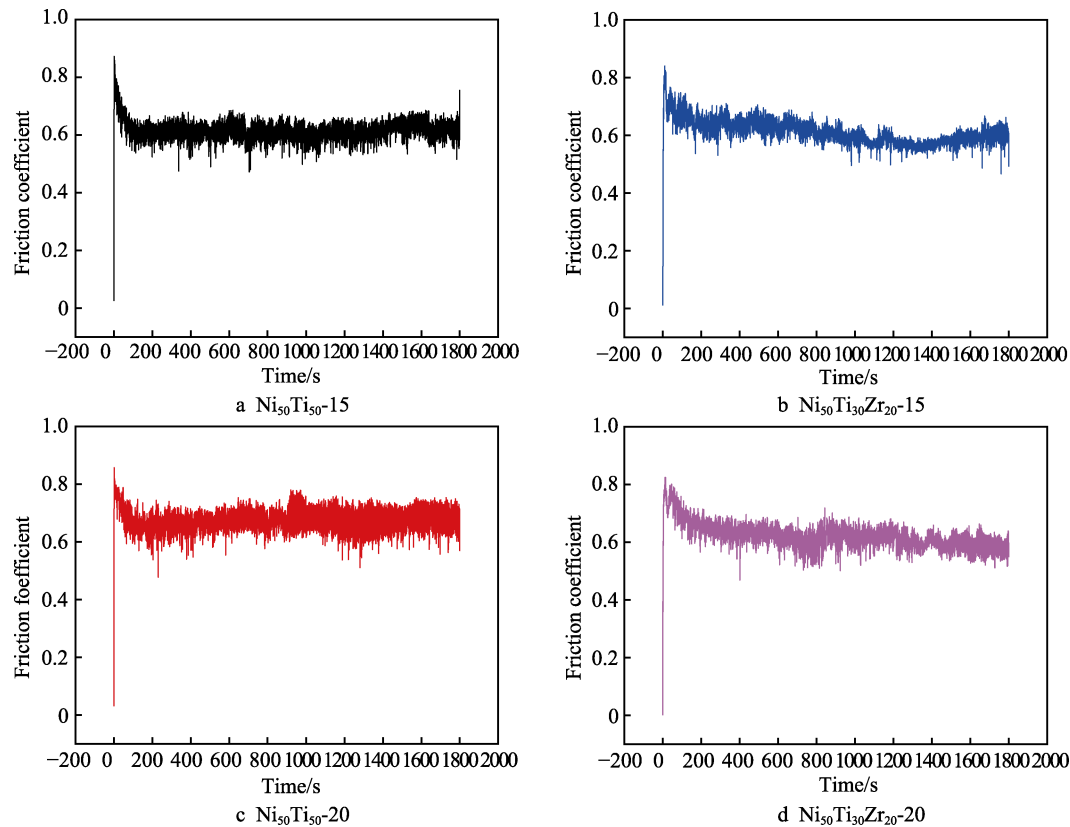 1.0
0.8
0.6
0.4
0.2
0
Friction coefficient
−200 0 200 400 600 800 1000 1200 1400 1600 1800 2000
Time/s
a Ni₅₀Ti₅₀-15
1.0
0.8
0.6
0.4
0.2
0
Friction coefficient
−200 0 200 400 600 800 1000 1200 1400 1600 1800 2000
Time/s
b Ni₅₀Ti₃₀Zr₂₀-15
1.0
0.8
0.6
0.4
0.2
0
Friction foefficient
−200 0 200 400 600 800 1000 1200 1400 1600 1800 2000
Time/s
c Ni₅₀Ti₅₀-20
1.0
0.8
0.6
0.4
0.2
0
Friction coefficient
−200 0 200 400 600 800 1000 1200 1400 1600 1800 2000
Time/s
d Ni₅₀Ti₃₀Zr₂₀-20